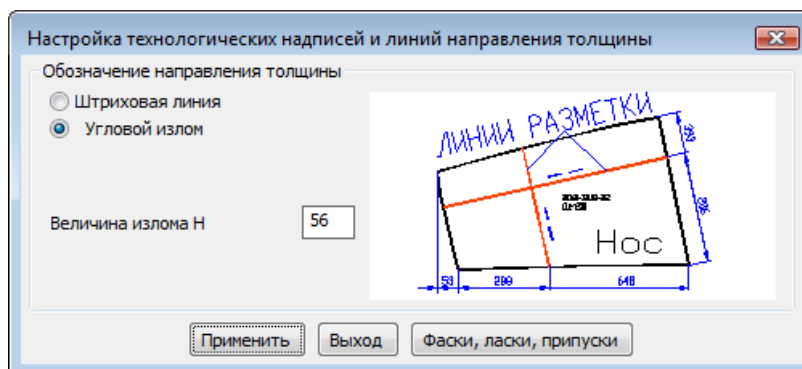 Настройка технологических надписей и линий направления толщины
Обозначение направления толщины
Штриховая линия
Угловой излом
Величина излома H
56
ЛИНИИ РАЗМЕТКИ
Нос
53
299
648
Применить
Выход
Фаски, ласки, припуски